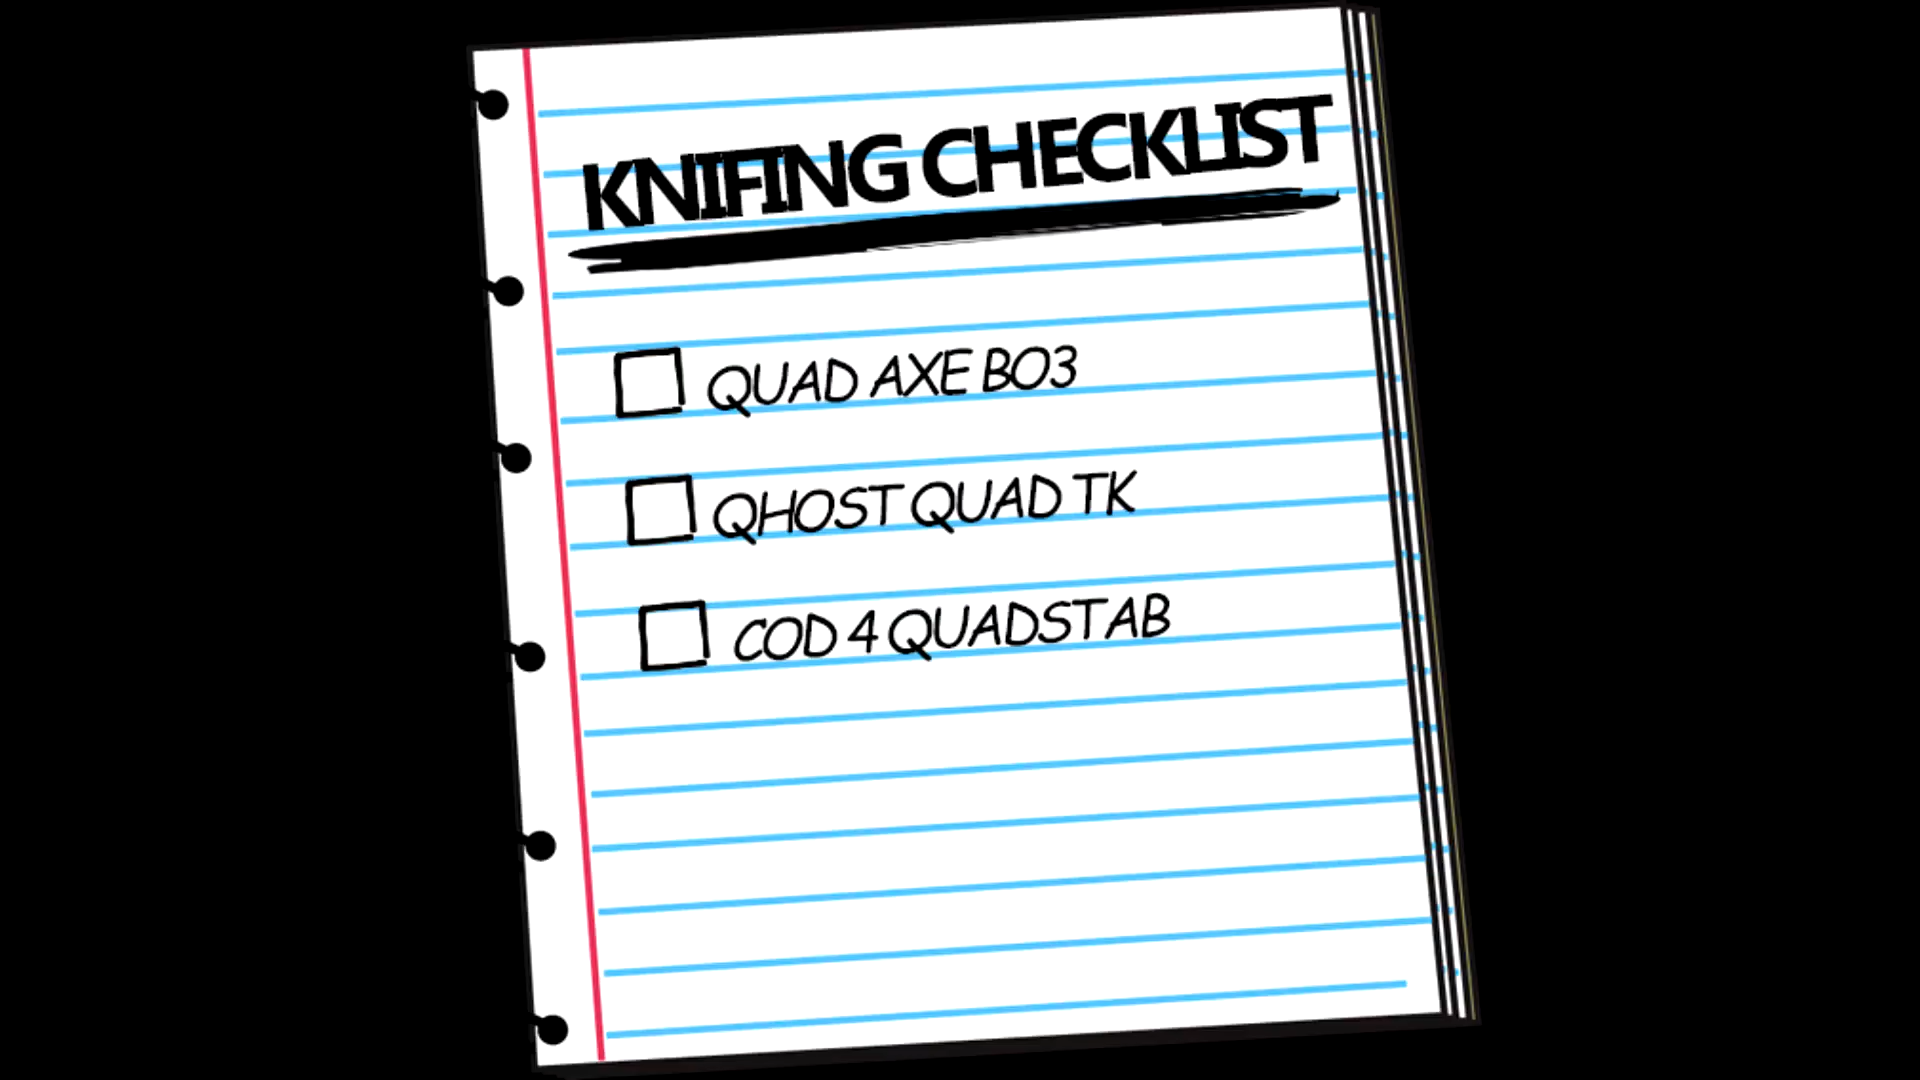 KNIFING CHECKLIST
QUAD AXE BO3
QHOST QUAD TK
COD 4 QUADSTAB